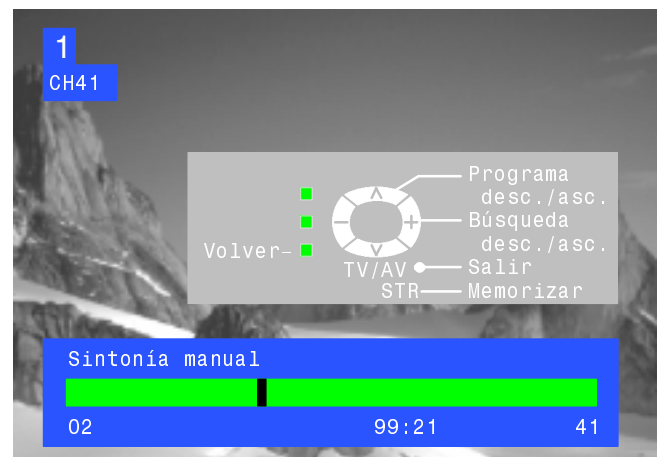 1
CH41
Programa
desc./asc.
Búsqueda
desc./asc.
Volver–
TV/AV
Salir
STR
Memorizar
Sintonía manual
02 99:21 41